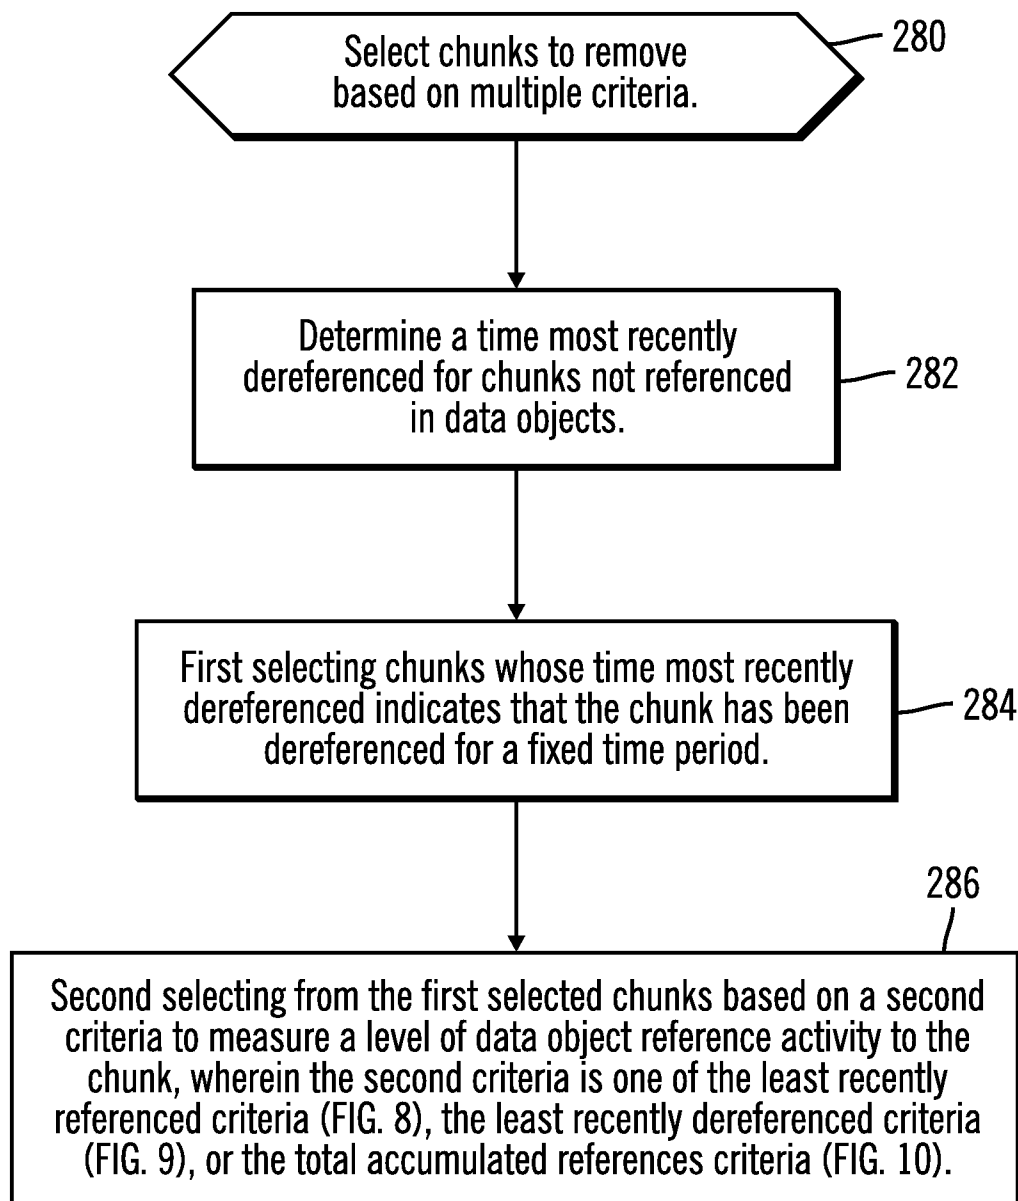 Select chunks to remove
based on multiple criteria.
280
Determine a time most recently
dereferenced for chunks not referenced
in data objects.
282
First selecting chunks whose time most recently
dereferenced indicates that the chunk has been
dereferenced for a fixed time period.
284
286
Second selecting from the first selected chunks based on a second
criteria to measure a level of data object reference activity to the
chunk, wherein the second criteria is one of the least recently
referenced criteria (FIG. 8), the least recently dereferenced criteria
(FIG. 9), or the total accumulated references criteria (FIG. 10).